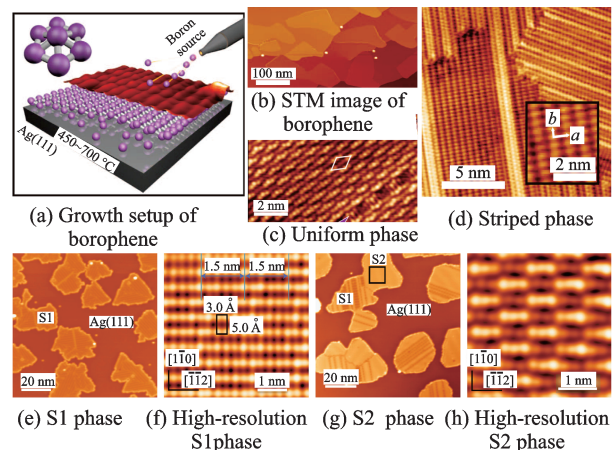 Boron
source
Ag(111)
450~700 °C
(a) Growth setup of
borophene
100 nm
(b) STM image of
borophene
2 nm
(c) Uniform phase
b
a
5 nm
2 nm
(d) Striped phase
S1
Ag(111)
20 nm
(e) S1 phase
1.5 nm 1.5 nm
3.0 Å
5.0 Å
[11̄0]
[1̄1̄2]
1 nm
(f) High-resolution
S1phase
S2
S1
Ag(111)
20 nm
(g) S2 phase
[11̄0]
[1̄1̄2]
1 nm
(h) High-resolution
S2 phase